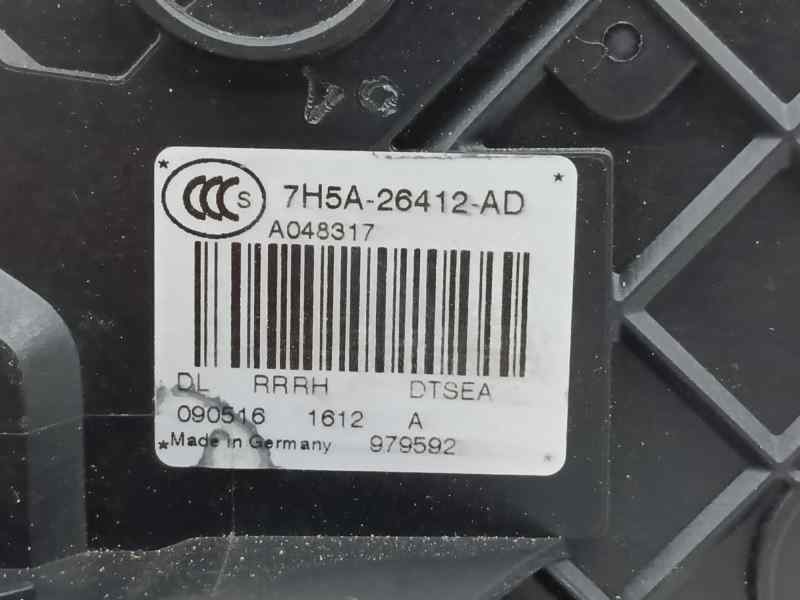 CCC S 7H5A-26412-AD
A048317
DL RRRH DTSEA
090516 1612 A
Made in Germany 979592